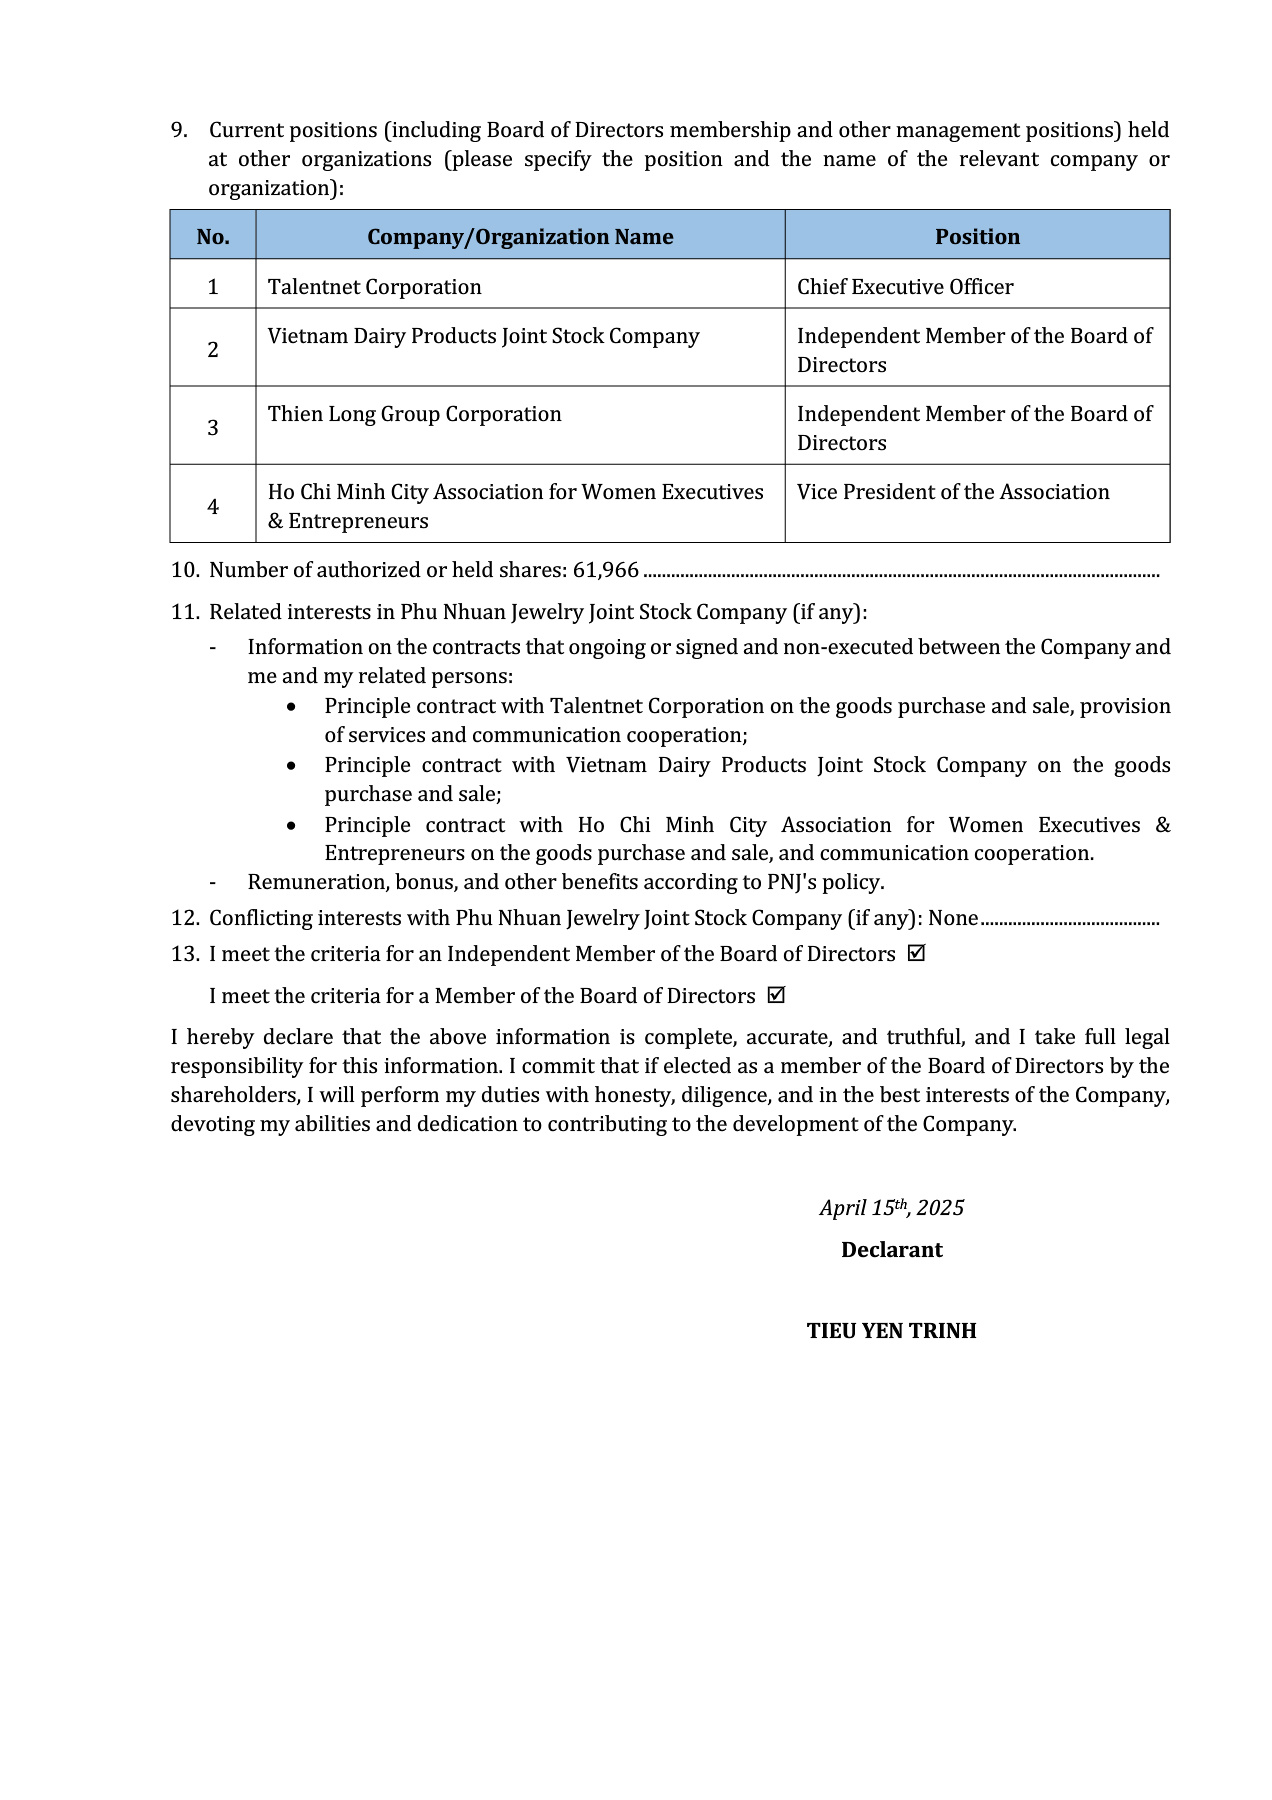 9. Current positions (including Board of Directors membership and other management positions) held
at other organizations (please specify the position and the name of the relevant company or
organization):
No. Company/Organization Name Position
1 Talentnet Corporation Chief Executive Officer
2 Vietnam Dairy Products Joint Stock Company Independent Member of the Board of
Directors
3 Thien Long Group Corporation Independent Member of the Board of
Directors
4 Ho Chi Minh City Association for Women Executives Vice President of the Association
& Entrepreneurs
10. Number of authorized or held shares: 61,966
11. Related interests in Phu Nhuan Jewelry Joint Stock Company (if any):
- Information on the contracts that ongoing or signed and non-executed between the Company and
me and my related persons:
• Principle contract with Talentnet Corporation on the goods purchase and sale, provision
of services and communication cooperation;
• Principle contract with Vietnam Dairy Products Joint Stock Company on the goods
purchase and sale;
• Principle contract with Ho Chi Minh City Association for Women Executives &
Entrepreneurs on the goods purchase and sale, and communication cooperation.
- Remuneration, bonus, and other benefits according to PNJ's policy.
12. Conflicting interests with Phu Nhuan Jewelry Joint Stock Company (if any): None
13. I meet the criteria for an Independent Member of the Board of Directors ☑
I meet the criteria for a Member of the Board of Directors ☑
I hereby declare that the above information is complete, accurate, and truthful, and I take full legal
responsibility for this information. I commit that if elected as a member of the Board of Directors by the
shareholders, I will perform my duties with honesty, diligence, and in the best interests of the Company,
devoting my abilities and dedication to contributing to the development of the Company.
April 15th, 2025
Declarant
TIEU YEN TRINH